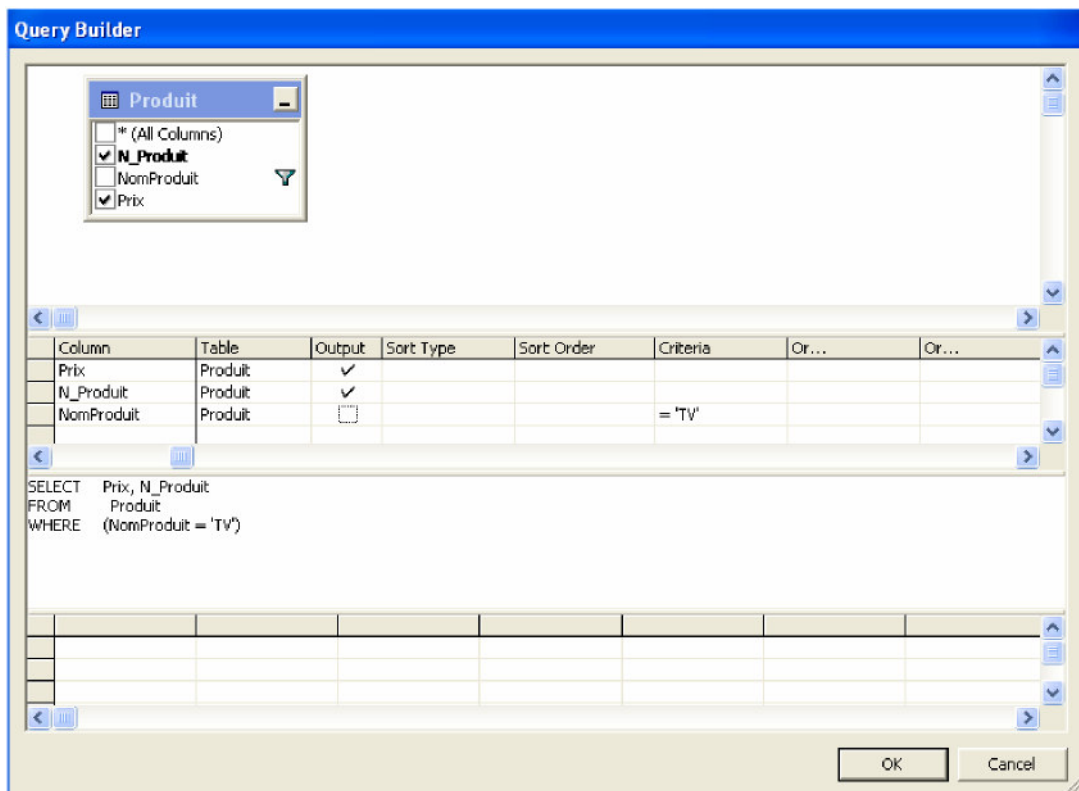 Query Builder
Produit
* (All Columns)
N_Produit
NomProduit
Prix
Column Table Output Sort Type Sort Order Criteria Or... Or...
Prix Produit
N_Produit Produit
NomProduit Produit = 'TV'
SELECT Prix, N_Produit
FROM Produit
WHERE (NomProduit = 'TV')
OK Cancel